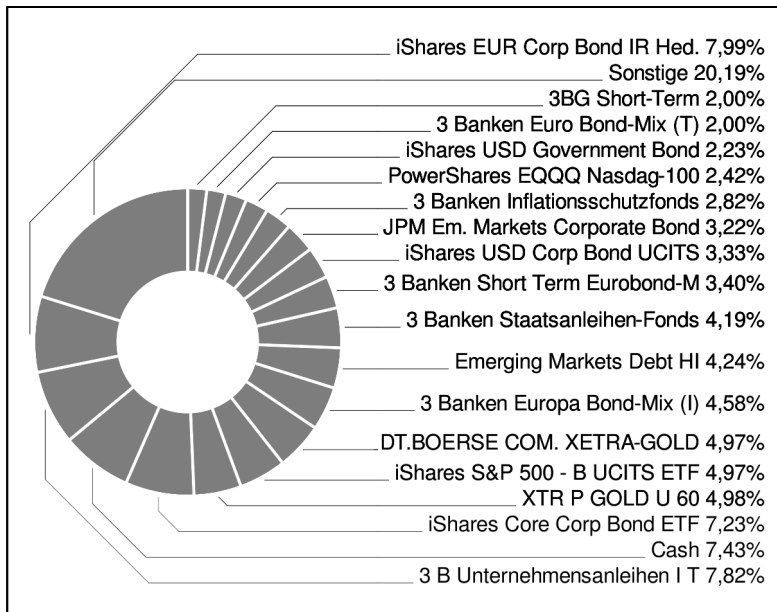 iShares EUR Corp Bond IR Hed. 7,99%
Sonstige 20,19%
3BG Short-Term 2,00%
3 Banken Euro Bond-Mix (T) 2,00%
iShares USD Government Bond 2,23%
PowerShares EQQQ Nasdag-100 2,42%
3 Banken Inflationsschutzfonds 2,82%
JPM Em. Markets Corporate Bond 3,22%
iShares USD Corp Bond UCITS 3,33%
3 Banken Short Term Eurobond-M 3,40%
3 Banken Staatsanleihen-Fonds 4,19%
Emerging Markets Debt HI 4,24%
3 Banken Europa Bond-Mix (I) 4,58%
DT.BOERSE COM. XETRA-GOLD 4,97%
iShares S&P 500 - B UCITS ETF 4,97%
XTR P GOLD U 60 4,98%
iShares Core Corp Bond ETF 7,23%
Cash 7,43%
3 B Unternehmensanleihen I T 7,82%